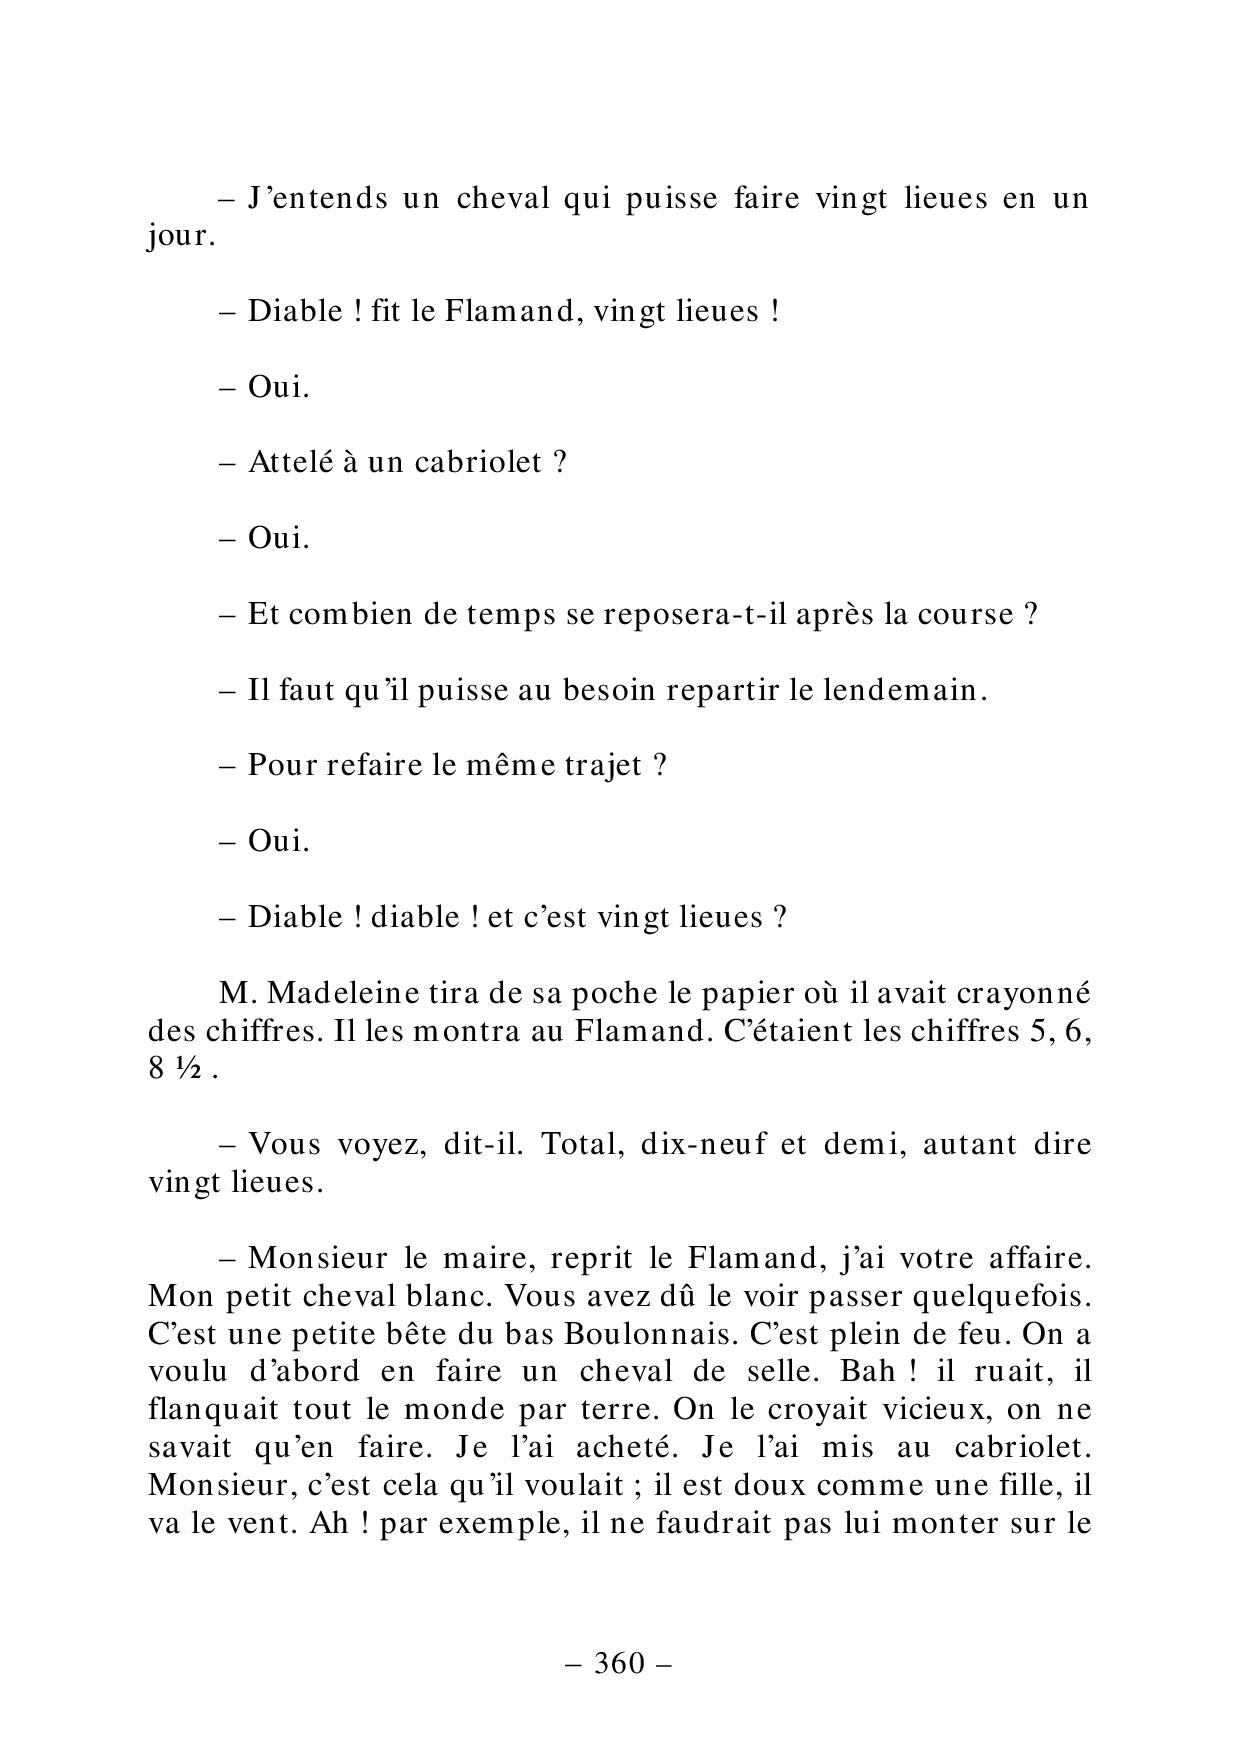 – J’entends un cheval qui puisse faire vingt lieues en un
jour.
– Diable ! fit le Flamand, vingt lieues !
– Oui.
– Attelé à un cabriolet ?
– Oui.
– Et combien de temps se reposera-t-il après la course ?
– Il faut qu’il puisse au besoin repartir le lendemain.
– Pour refaire le même trajet ?
– Oui.
– Diable ! diable ! et c’est vingt lieues ?
M. Madeleine tira de sa poche le papier où il avait crayonné
des chiffres. Il les montra au Flamand. C’étaient les chiffres 5, 6,
8 ½ .
– Vous voyez, dit-il. Total, dix-neuf et demi, autant dire
vingt lieues.
– Monsieur le maire, reprit le Flamand, j’ai votre affaire.
Mon petit cheval blanc. Vous avez dû le voir passer quelquefois.
C’est une petite bête du bas Boulonnais. C’est plein de feu. On a
voulu d’abord en faire un cheval de selle. Bah ! il ruait, il
flanquait tout le monde par terre. On le croyait vicieux, on ne
savait qu’en faire. Je l’ai acheté. Je l’ai mis au cabriolet.
Monsieur, c’est cela qu’il voulait ; il est doux comme une fille, il
va le vent. Ah ! par exemple, il ne faudrait pas lui monter sur le
– 360 –